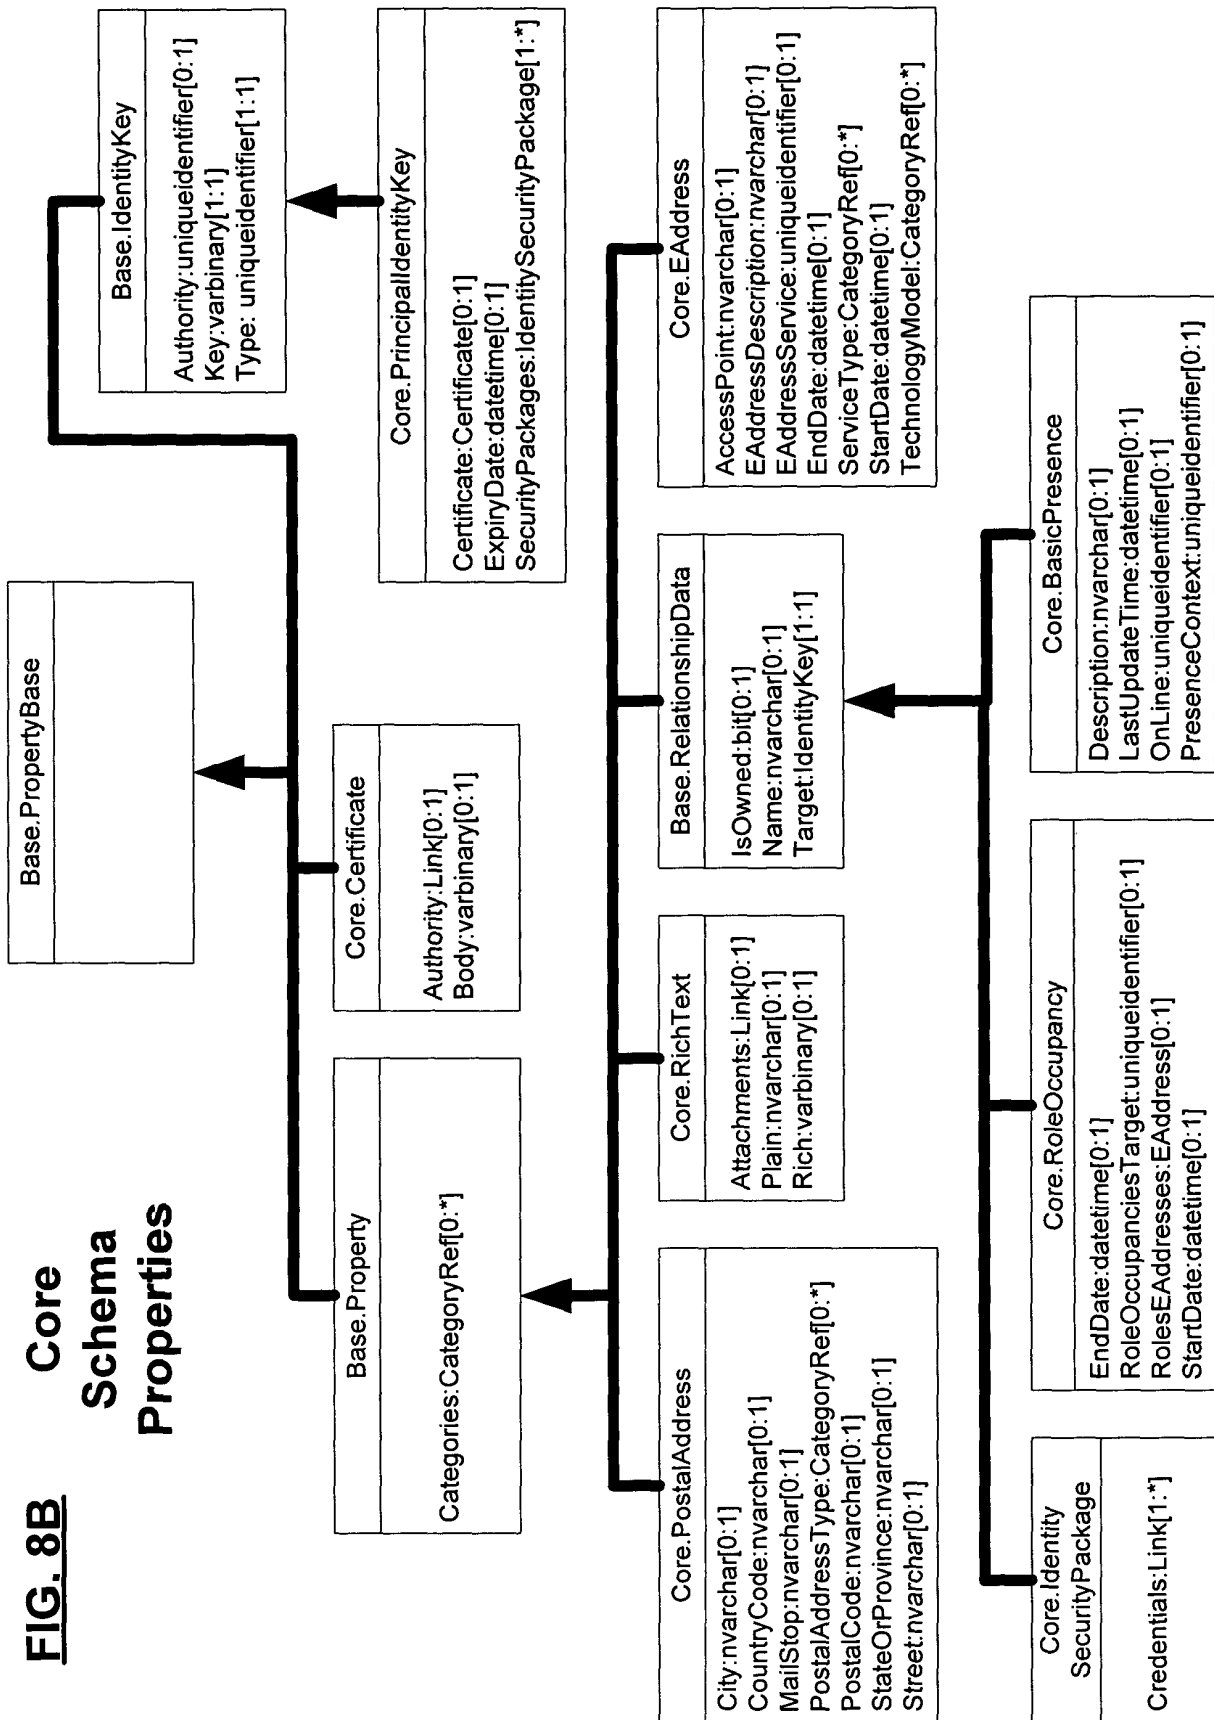 FIG. 8B
Core
Schema
Properties
Base.PropertyBase
Base.Property
Categories:CategoryRef[0:*]
Core.Certificate
Authority:Link[0:1]
Body:varbinary[0:1]
Base.IdentityKey
Authority:uniqueidentifier[0:1]
Key:varbinary[1:1]
Type: uniqueidentifier[1:1]
Core.PrincipalIdentityKey
Certificate:Certificate[0:1]
ExpiryDate:datetime[0:1]
SecurityPackages:IdentitySecurityPackage[1:*]
Core.PostalAddress
City:nvarchar[0:1]
CountryCode:nvarchar[0:1]
MailStop:nvarchar[0:1]
PostalAddressType:CategoryRef[0:*]
PostalCode:nvarchar[0:1]
StateOrProvince:nvarchar[0:1]
Street:nvarchar[0:1]
Core.RichText
Attachments:Link[0:1]
Plain:nvarchar[0:1]
Rich:varbinary[0:1]
Base.RelationshipData
IsOwned:bit[0:1]
Name:nvarchar[0:1]
Target:IdentityKey[1:1]
Core.EAddress
AccessPoint:nvarchar[0:1]
EAddressDescription:nvarchar[0:1]
EAddressService:uniqueidentifier[0:1]
EndDate:datetime[0:1]
ServiceType:CategoryRef[0:*]
StartDate:datetime[0:1]
TechnologyModel:CategoryRef[0:*]
Core.Identity
SecurityPackage
Credentials:Link[1:*]
Core.RoleOccupancy
EndDate:datetime[0:1]
RoleOccupanciesTarget:uniqueidentifier[0:1]
RolesEAddresses:EAddress[0:1]
StartDate:datetime[0:1]
Core.BasicPresence
Description:nvarchar[0:1]
LastUpdateTime:datetime[0:1]
OnLine:uniqueidentifier[0:1]
PresenceContext:uniqueidentifier[0:1]